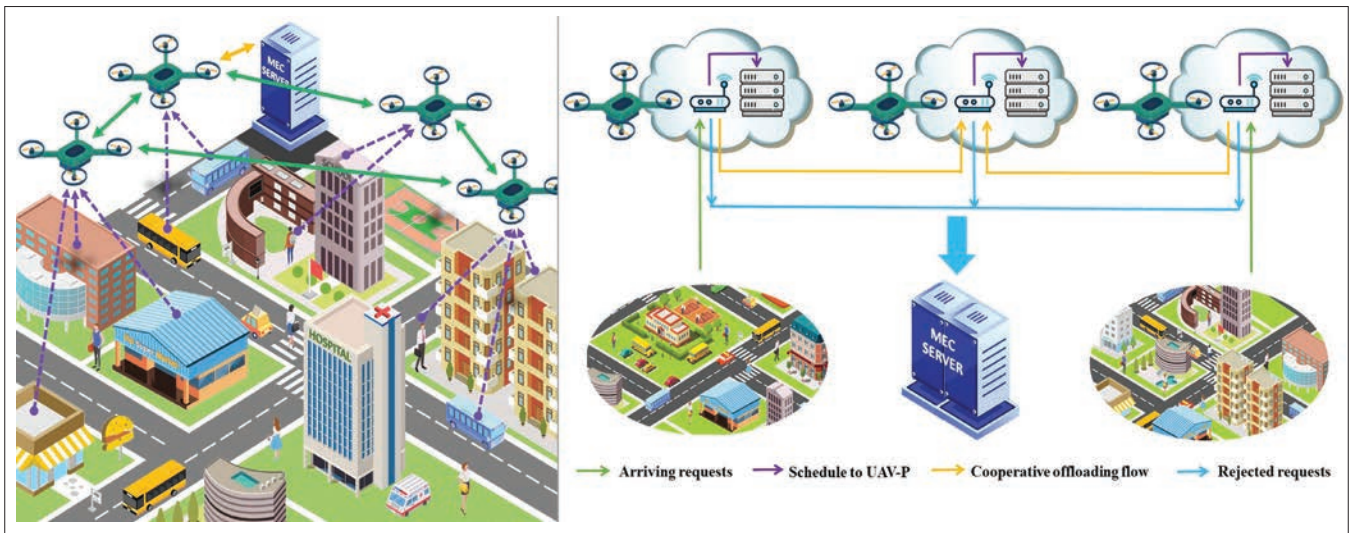 MEC
SERVER
HOSPITAL
MEC
SERVER
Arriving requests
Schedule to UAV-P
Cooperative offloading flow
Rejected requests